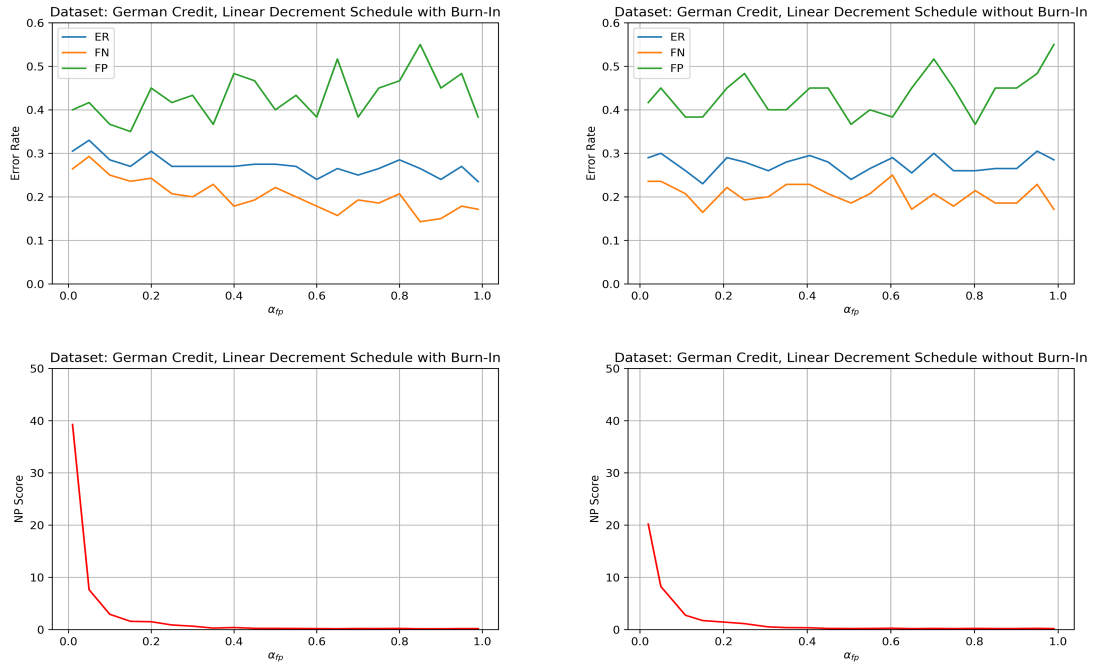 Dataset: German Credit, Linear Decrement Schedule with Burn-In
0.6
0.5
0.4
0.3
0.2
0.1
0.0
Error Rate
ER
FN
FP
0.0 0.2 0.4 0.6 0.8 1.0
α_fp
Dataset: German Credit, Linear Decrement Schedule without Burn-In
0.6
0.5
0.4
0.3
0.2
0.1
0.0
Error Rate
ER
FN
FP
0.0 0.2 0.4 0.6 0.8 1.0
α_fp
Dataset: German Credit, Linear Decrement Schedule with Burn-In
50
40
30
20
10
0
NP Score
0.0 0.2 0.4 0.6 0.8 1.0
α_fp
Dataset: German Credit, Linear Decrement Schedule without Burn-In
50
40
30
20
10
0
NP Score
0.0 0.2 0.4 0.6 0.8 1.0
α_fp